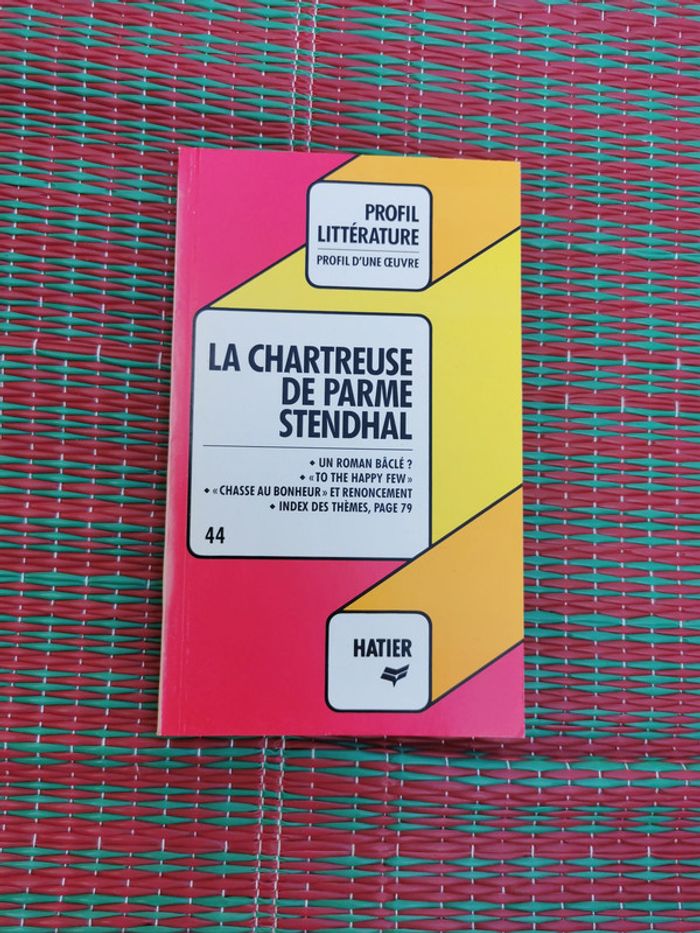 PROFIL
LITTÉRATURE
PROFIL D'UNE ŒUVRE
LA CHARTREUSE
DE PARME
STENDHAL
◆ UN ROMAN BÂCLÉ ?
◆ « TO THE HAPPY FEW »
◆ « CHASSE AU BONHEUR » ET RENONCEMENT
◆ INDEX DES THÈMES, PAGE 79
44
HATIER